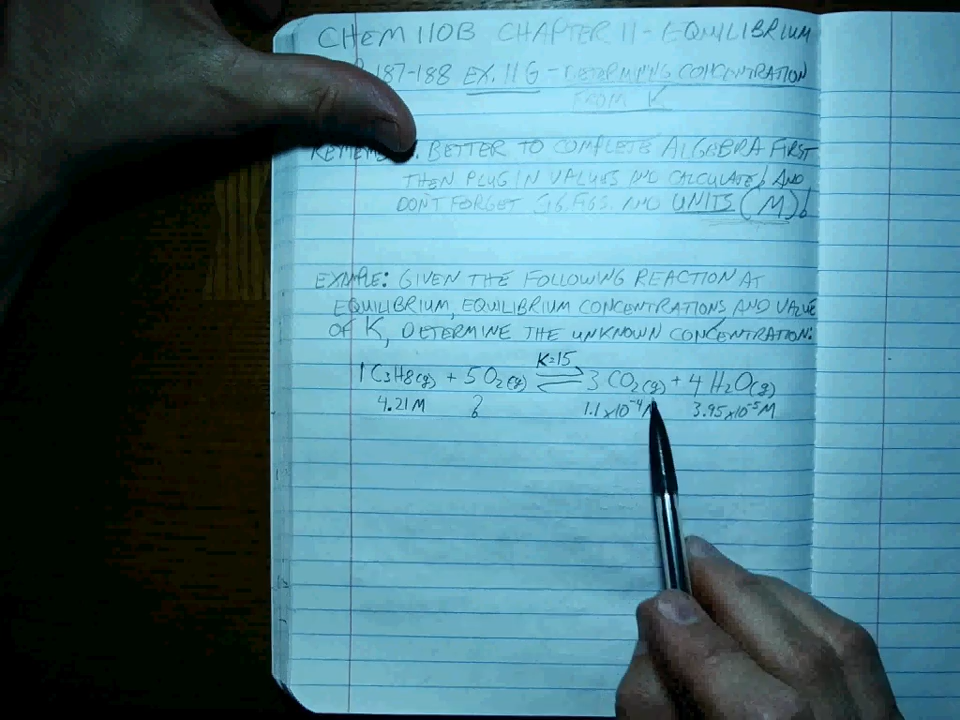 CHEM 110B CHAPTER 11 - EQUILIBRIUM
187-188 EX. 11G - DETERMINING CONCENTRATION
FROM K
REMEMBER: BETTER TO COMPLETE ALGEBRA FIRST
THEN PLUG IN VALUES AND CALCULATE! AND
DON'T FORGET SIG. FIGS. AND UNITS (M)!
EXAMPLE: GIVEN THE FOLLOWING REACTION AT
EQUILIBRIUM, EQUILIBRIUM CONCENTRATIONS AND VALUE
OF K, DETERMINE THE UNKNOWN CONCENTRATION:
K=15
1 C3H8(g) + 5 O2(g) ⇌ 3 CO2(g) + 4 H2O(g)
4.21M ? 1.1x10⁻⁴M 3.95x10⁻⁵M